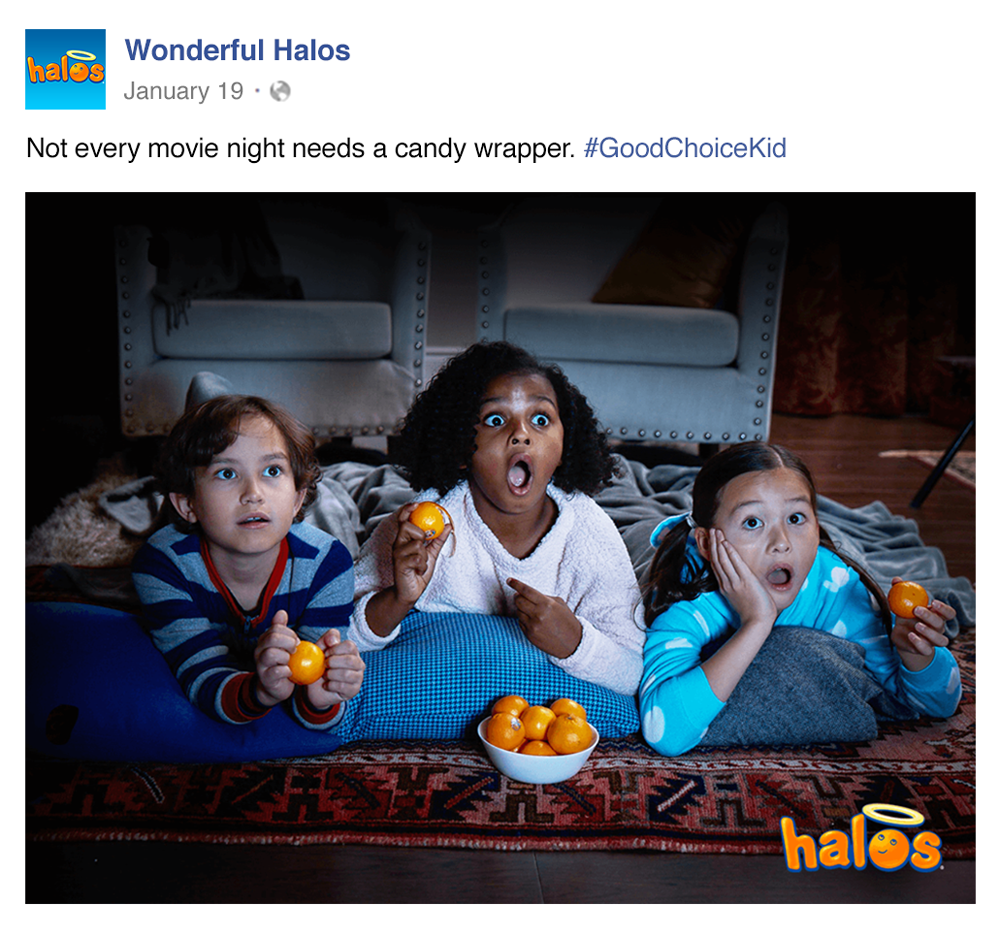 halos
Wonderful Halos
January 19 ·
Not every movie night needs a candy wrapper. #GoodChoiceKid
halos